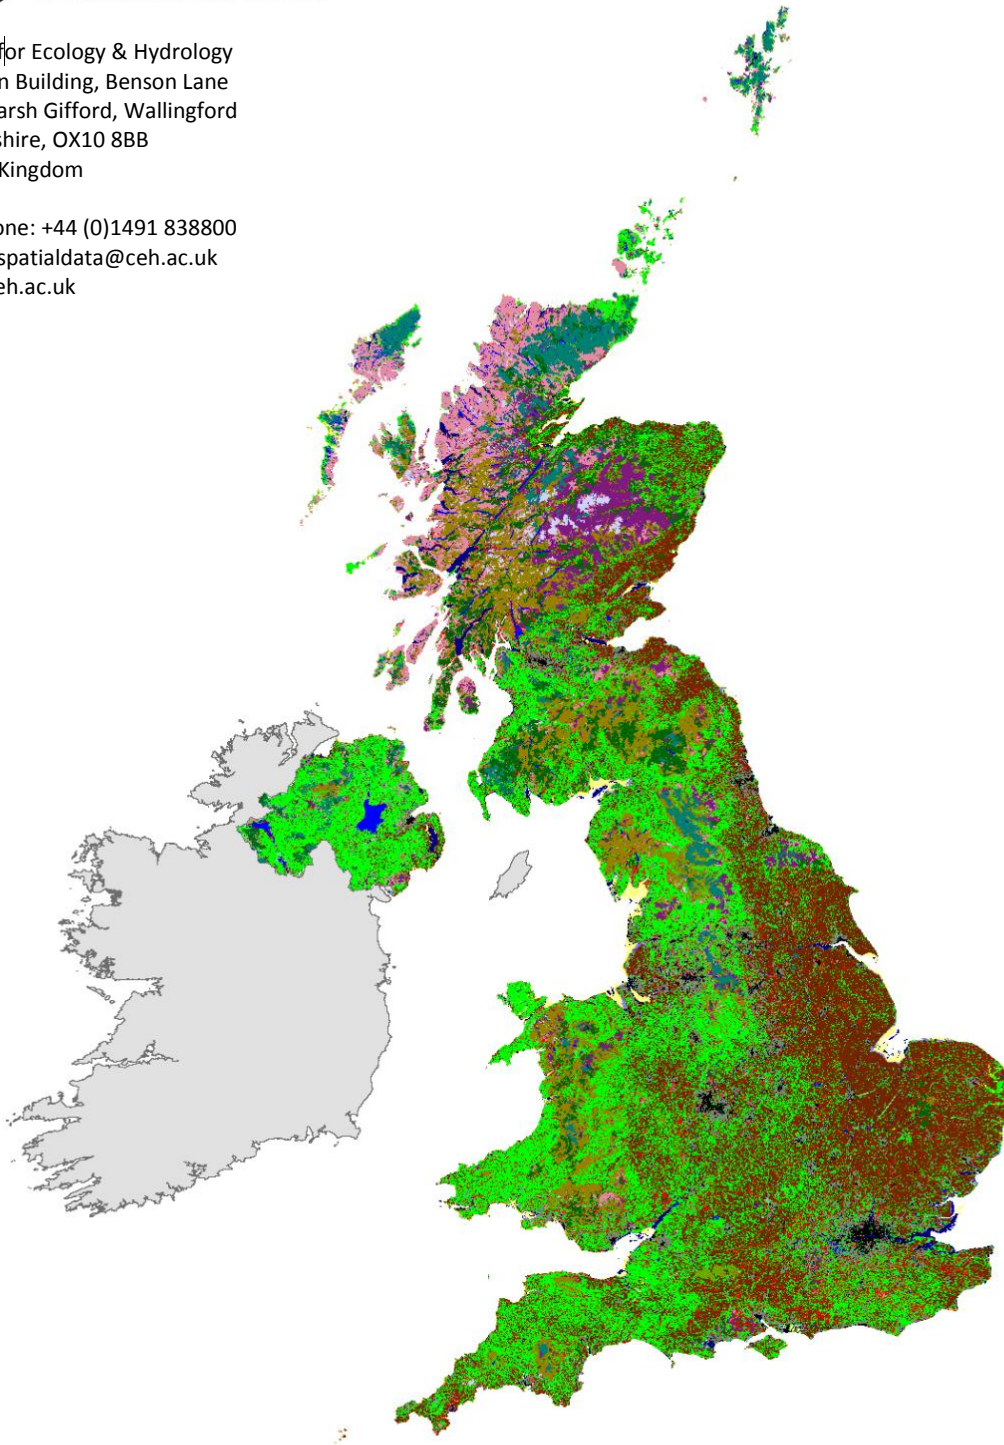 for Ecology & Hydrology
n Building, Benson Lane
arsh Gifford, Wallingford
shire, OX10 8BB
Kingdom
one: +44 (0)1491 838800
spatialdata@ceh.ac.uk
eh.ac.uk